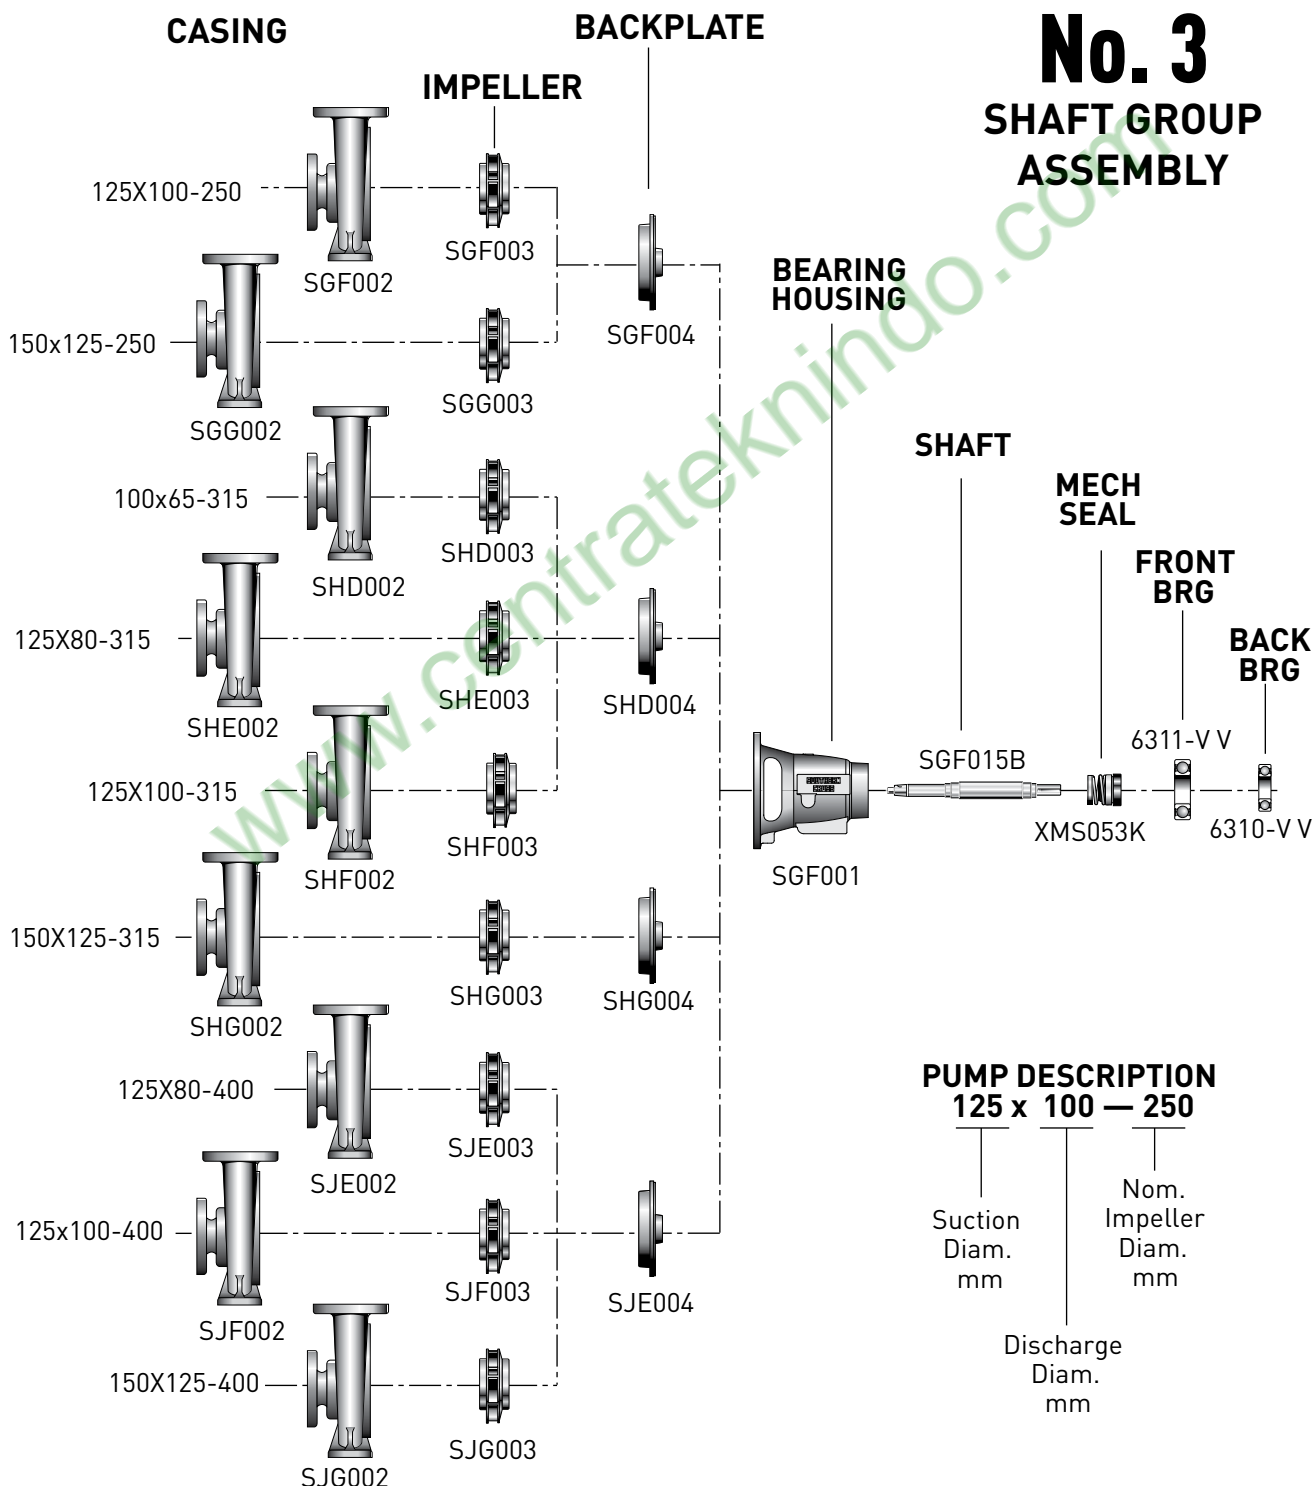 CASING
BACKPLATE
No. 3
SHAFT GROUP
ASSEMBLY
IMPELLER
125X100-250
SGF002
SGF003
SGF004
150x125-250
SGG002
SGG003
100x65-315
SHD002
SHD003
125X80-315
SHE002
SHE003
SHD004
125X100-315
SHF002
SHF003
150X125-315
SHG002
SHG003
SHG004
125X80-400
SJE002
SJE003
125x100-400
SJF002
SJF003
SJE004
150X125-400
SJG002
SJG003
BEARING
HOUSING
SOUTHERN
CROSS
SGF001
SHAFT
SGF015B
MECH
SEAL
XMS053K
FRONT
BRG
6311-V V
BACK
BRG
6310-V V
PUMP DESCRIPTION
125 x 100 — 250
Suction
Diam.
mm
Discharge
Diam.
mm
Nom.
Impeller
Diam.
mm
www.centrateknindo.com